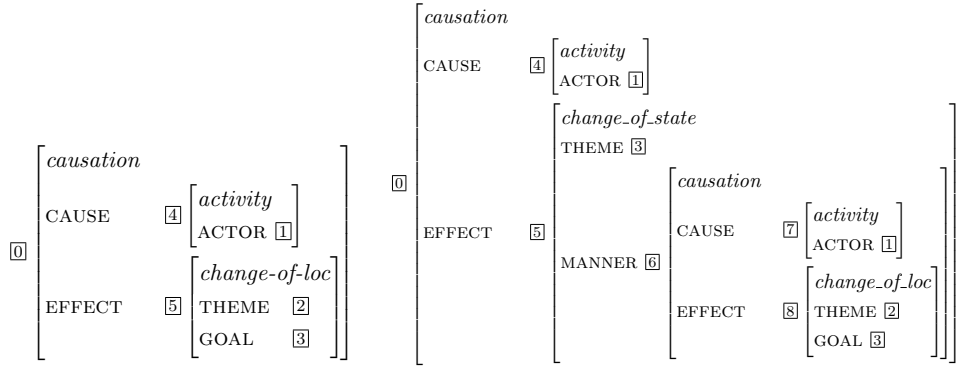 0
causation
CAUSE 4
activity
ACTOR 1
EFFECT 5
change-of-loc
THEME 2
GOAL 3
0
causation
CAUSE 4
activity
ACTOR 1
EFFECT 5
change_of_state
THEME 3
MANNER 6
causation
CAUSE 7
activity
ACTOR 1
EFFECT 8
change_of_loc
THEME 2
GOAL 3